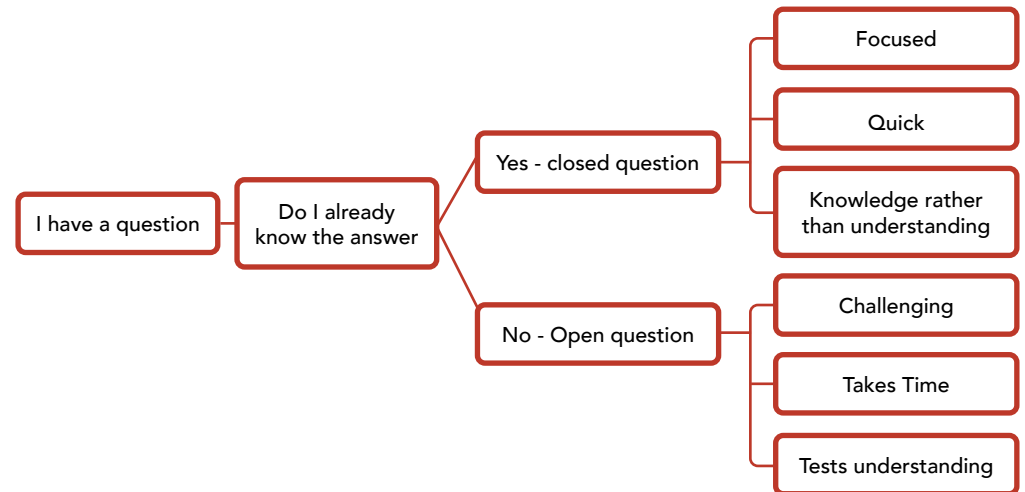 I have a question
Do I already
know the answer
Yes - closed question
Focused
Quick
Knowledge rather
than understanding
No - Open question
Challenging
Takes Time
Tests understanding